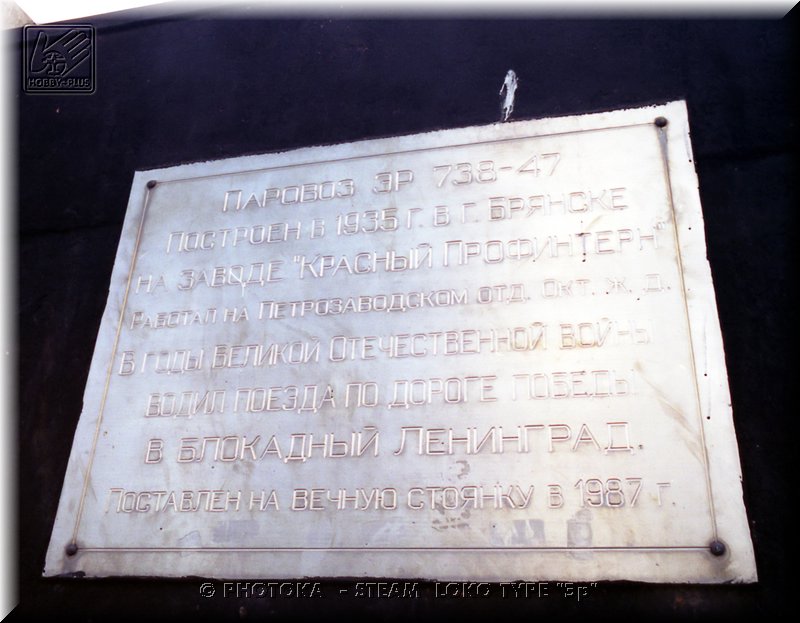 HOBBY-PLUS
ПАРОВОЗ ЭР 738-47
ПОСТРОЕН В 1935 Г. В Г. БРЯНСКЕ
НА ЗАВОДЕ "КРАСНЫЙ ПРОФИНТЕРН"
РАБОТАЛ НА ПЕТРОЗАВОДСКОМ ОТД. ОКТ. Ж. Д.
В ГОДЫ ВЕЛИКОЙ ОТЕЧЕСТВЕННОЙ ВОЙНЫ
ВОДИЛ ПОЕЗДА ПО ДОРОГЕ ПОБЕДЫ
В БЛОКАДНЫЙ ЛЕНИНГРАД.
ПОСТАВЛЕН НА ВЕЧНУЮ СТОЯНКУ В 1987 Г.
© PHOTOKA - STEAM LOKO TYPE "Бр"